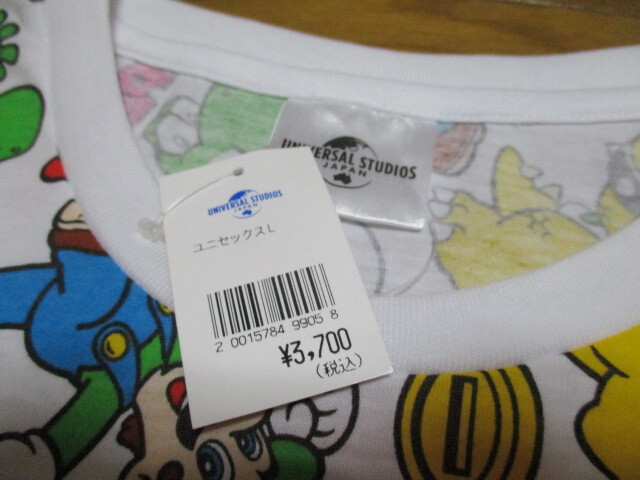 UNIVERSAL STUDIOS
JAPAN
UNIVERSAL STUDIOS
JAPAN
ユニセックスL
2 0015784 9905 8
¥3,700
(税込)